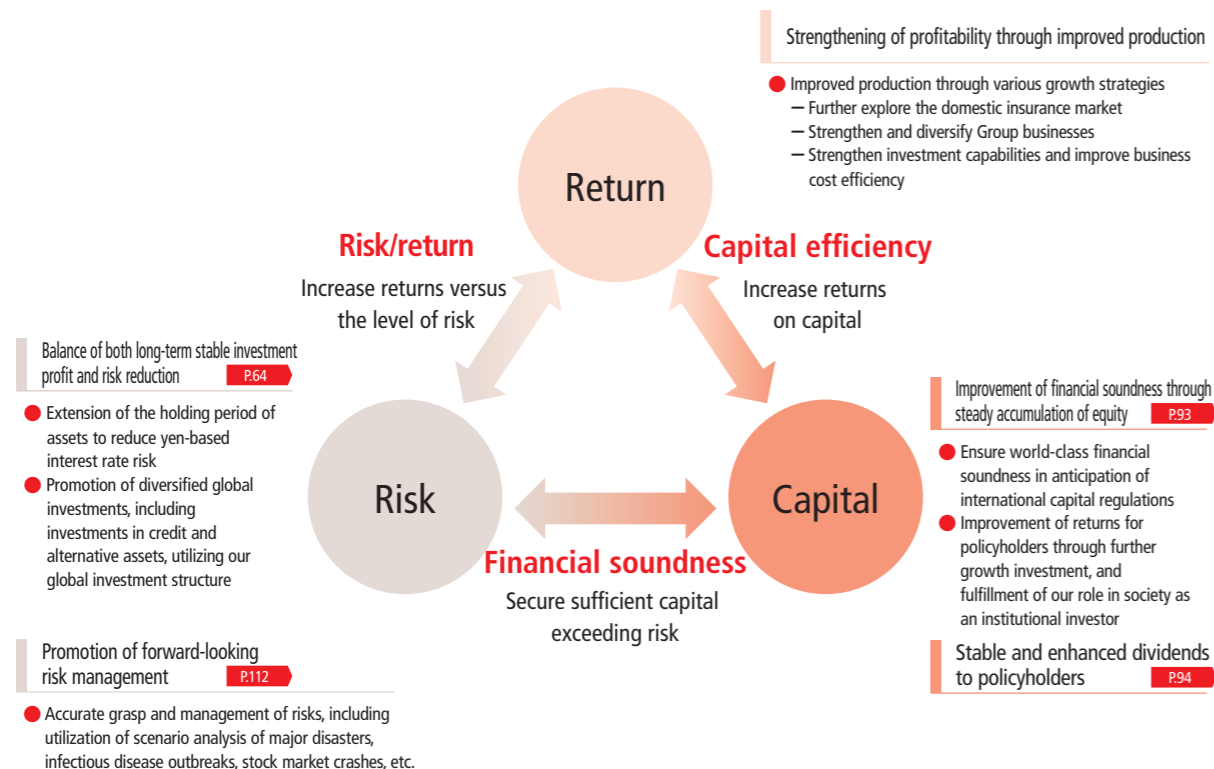 Strengthening of profitability through improved production
● Improved production through various growth strategies
— Further explore the domestic insurance market
— Strengthen and diversify Group businesses
— Strengthen investment capabilities and improve business
cost efficiency
Return
Risk/return
Increase returns versus
the level of risk
Capital efficiency
Increase returns
on capital
Balance of both long-term stable investment
profit and risk reduction P.64
● Extension of the holding period of
assets to reduce yen-based
interest rate risk
● Promotion of diversified global
investments, including
investments in credit and
alternative assets, utilizing our
global investment structure
Risk
Capital
Financial soundness
Secure sufficient capital
exceeding risk
Improvement of financial soundness through
steady accumulation of equity P.93
● Ensure world-class financial
soundness in anticipation of
international capital regulations
● Improvement of returns for
policyholders through further
growth investment, and
fulfillment of our role in society as
an institutional investor
Promotion of forward-looking
risk management P.112
● Accurate grasp and management of risks, including
utilization of scenario analysis of major disasters,
infectious disease outbreaks, stock market crashes, etc.
Stable and enhanced dividends
to policyholders P.94